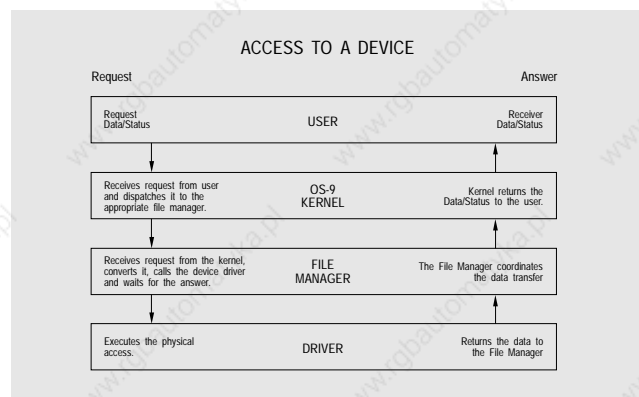 ACCESS TO A DEVICE
Request
Answer
Request
Data/Status
USER
Receiver
Data/Status
Receives request from user
and dispatches it to the
appropriate file manager.
OS-9
KERNEL
Kernel returns the
Data/Status to the user.
Receives request from the kernel,
converts it, calls the device driver
and waits for the answer.
FILE
MANAGER
The File Manager coordinates
the data transfer
Executes the physical
access.
DRIVER
Returns the data to
the File Manager
www.rgbautomatyka.pl